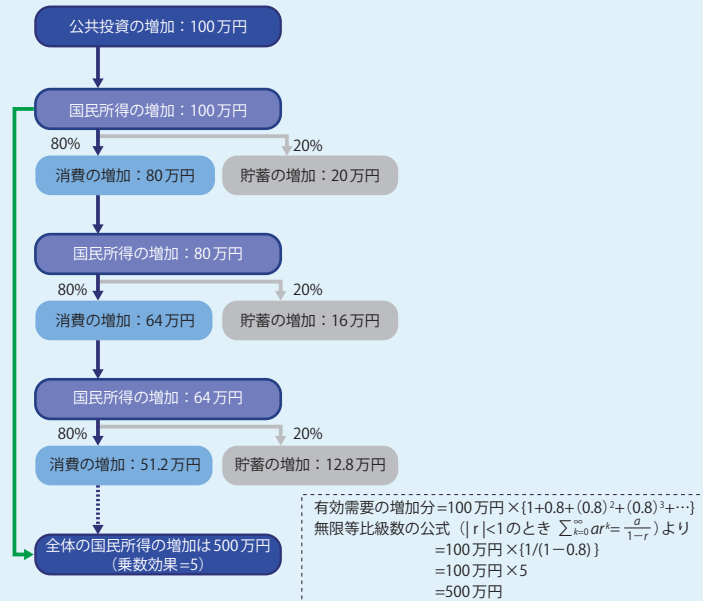 公共投資の増加：100万円
国民所得の増加：100万円
80%
20%
消費の増加：80万円
貯蓄の増加：20万円
国民所得の増加：80万円
80%
20%
消費の増加：64万円
貯蓄の増加：16万円
国民所得の増加：64万円
80%
20%
消費の増加：51.2万円
貯蓄の増加：12.8万円
全体の国民所得の増加は500万円
（乗数効果=5）
有効需要の増加分=100万円×{1+0.8+(0.8)²+(0.8)³+…}
無限等比級数の公式（|r|<1のとき ∑_{k=0}^{∞} ar^k = a/(1−r)）より
=100万円×{1/(1−0.8) }
=100万円×5
=500万円